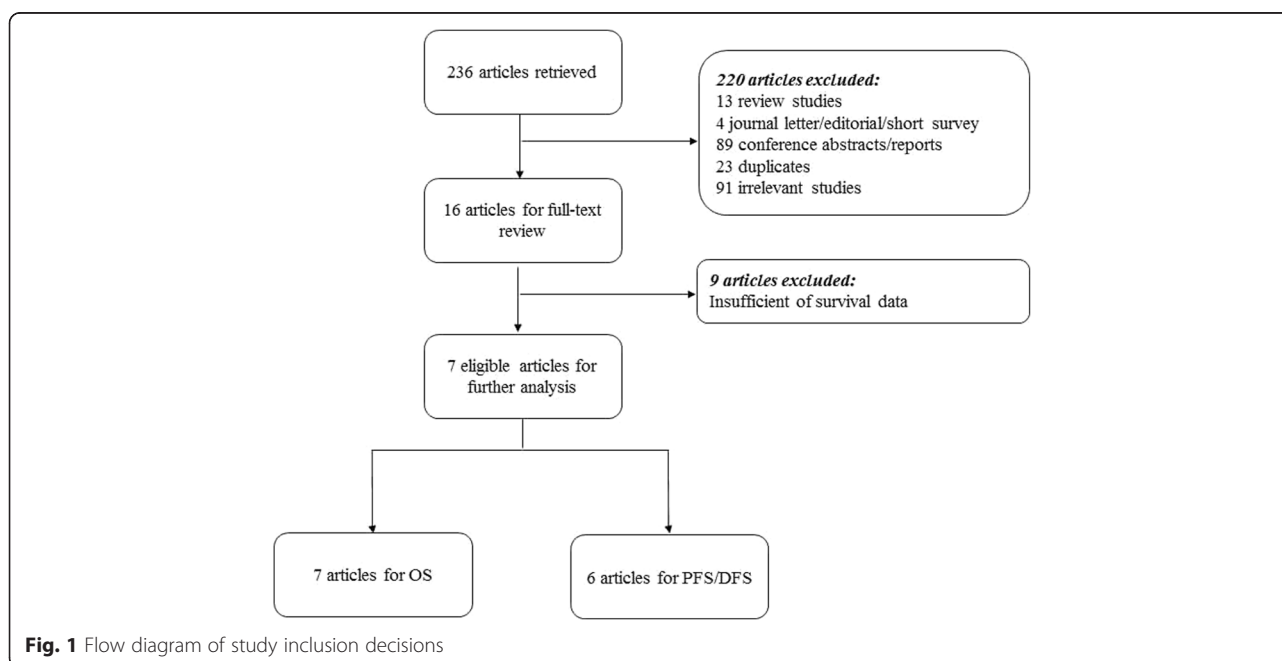 236 articles retrieved
220 articles excluded:
13 review studies
4 journal letter/editorial/short survey
89 conference abstracts/reports
23 duplicates
91 irrelevant studies
16 articles for full-text
review
9 articles excluded:
Insufficient of survival data
7 eligible articles for
further analysis
7 articles for OS
6 articles for PFS/DFS
Fig. 1 Flow diagram of study inclusion decisions